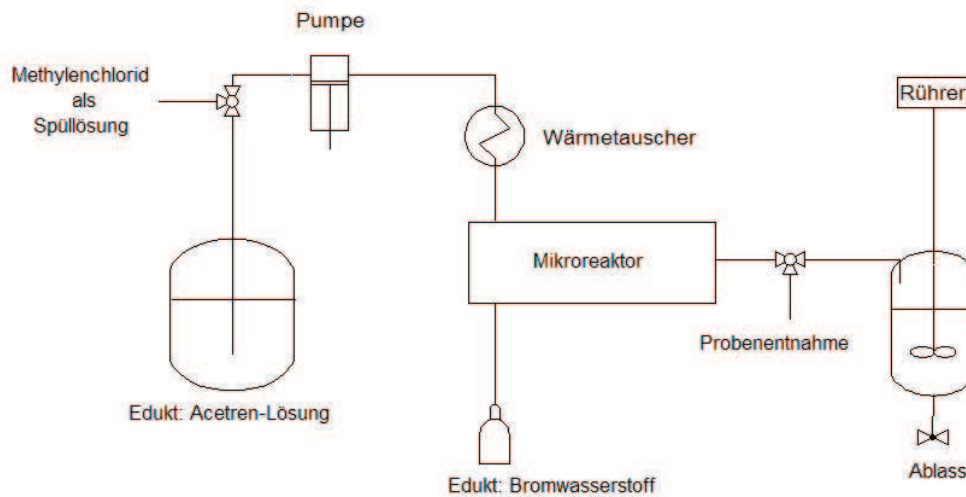 Pumpe
Methylenchlorid
als
Spüllösung
Rührer
Wärmetauscher
Mikroreaktor
Probenentnahme
Edukt: Acetren-Lösung
Ablass
Edukt: Bromwasserstoff